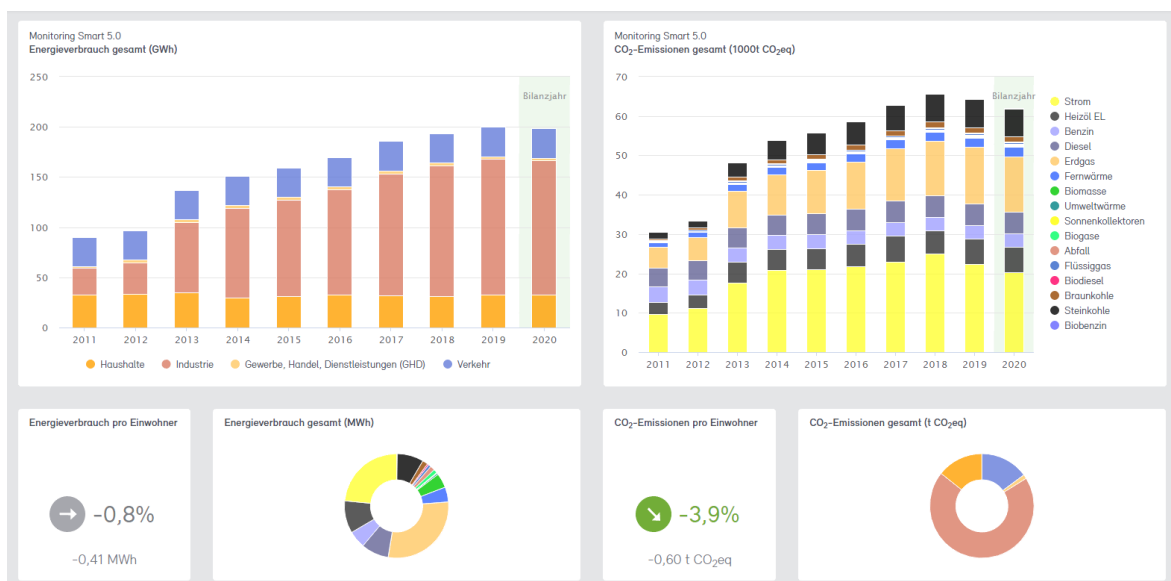 Monitoring Smart 5.0
Energieverbrauch gesamt (GWh)
250
200
150
100
50
0
Bilanzjahr
2011 2012 2013 2014 2015 2016 2017 2018 2019 2020
Haushalte Industrie Gewerbe, Handel, Dienstleistungen (GHD) Verkehr
Monitoring Smart 5.0
CO₂-Emissionen gesamt (1000t CO₂eq)
70
60
50
40
30
20
10
0
Bilanzjahr
2011 2012 2013 2014 2015 2016 2017 2018 2019 2020
Strom
Heizöl EL
Benzin
Diesel
Erdgas
Fernwärme
Biomasse
Umweltwärme
Sonnenkollektoren
Biogase
Abfall
Flüssiggas
Biodiesel
Braunkohle
Steinkohle
Biobenzin
Energieverbrauch pro Einwohner
-0,8%
-0,41 MWh
Energieverbrauch gesamt (MWh)
CO₂-Emissionen pro Einwohner
-3,9%
-0,60 t CO₂eq
CO₂-Emissionen gesamt (t CO₂eq)